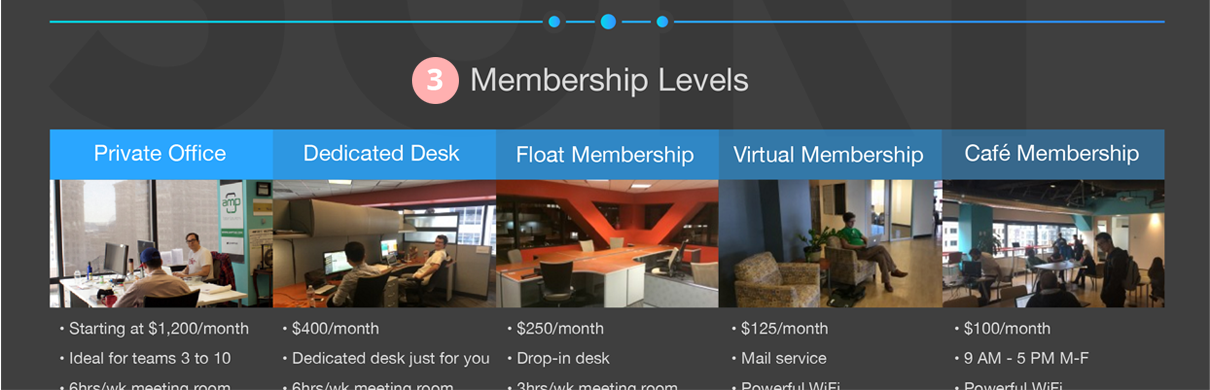 3 Membership Levels
Private Office Dedicated Desk Float Membership Virtual Membership Café Membership
amp
• Starting at $1,200/month • $400/month • $250/month • $125/month • $100/month
• Ideal for teams 3 to 10 • Dedicated desk just for you • Drop-in desk • Mail service • 9 AM - 5 PM M-F
• 6hrs/wk meeting room • 6hrs/wk meeting room • 3hrs/wk meeting room • Powerful WiFi • Powerful WiFi